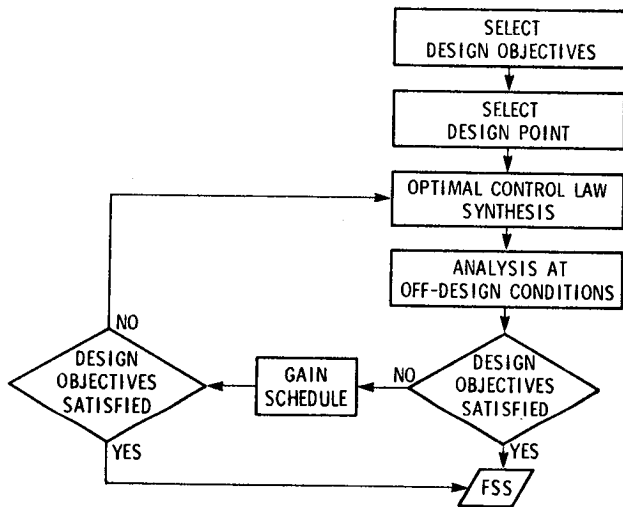 SELECT
DESIGN OBJECTIVES
SELECT
DESIGN POINT
OPTIMAL CONTROL LAW
SYNTHESIS
ANALYSIS AT
OFF-DESIGN CONDITIONS
NO
DESIGN
OBJECTIVES
SATISFIED
YES
GAIN
SCHEDULE
NO
DESIGN
OBJECTIVES
SATISFIED
YES
FSS